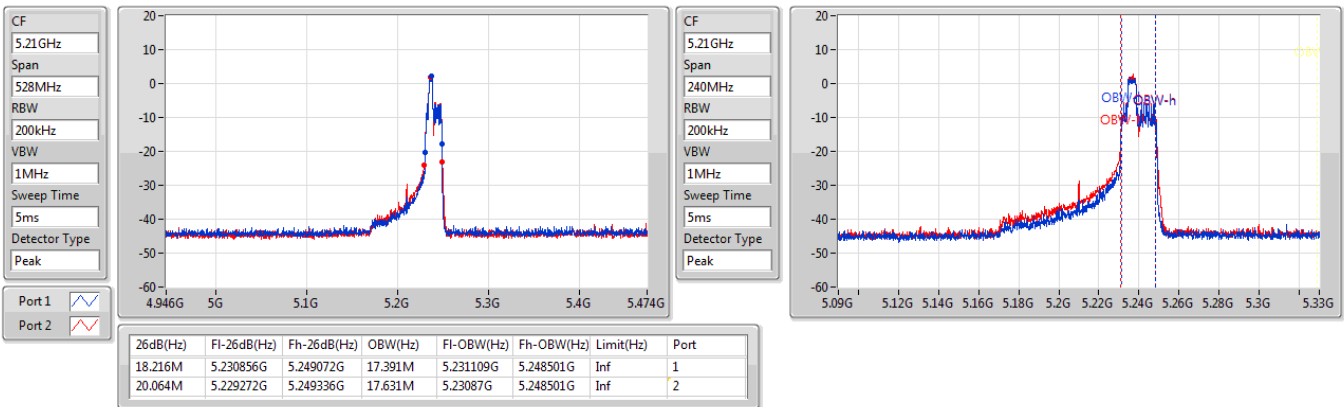 CF
5.21GHz
Span
528MHz
RBW
200kHz
VBW
1MHz
Sweep Time
5ms
Detector Type
Peak
Port 1
Port 2
20
10
0
-10
-20
-30
-40
-50
-60
4.946G 5G 5.1G 5.2G 5.3G 5.4G 5.474G
CF
5.21GHz
Span
240MHz
RBW
200kHz
VBW
1MHz
Sweep Time
5ms
Detector Type
Peak
20
10
0
-10
-20
-30
-40
-50
-60
OBW-h
5.09G 5.12G 5.14G 5.16G 5.18G 5.2G 5.22G 5.24G 5.26G 5.28G 5.3G 5.33G
26dB(Hz) Fl-26dB(Hz) Fh-26dB(Hz) OBW(Hz) Fl-OBW(Hz) Fh-OBW(Hz) Limit(Hz) Port
18.216M 5.230856G 5.249072G 17.391M 5.231109G 5.248501G Inf 1
20.064M 5.229272G 5.249336G 17.631M 5.23087G 5.248501G Inf 2